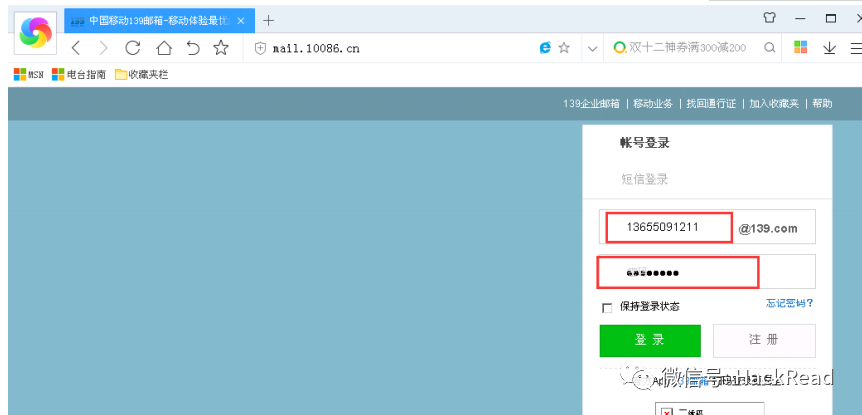 中国移动139邮箱-移动体验最优
mail.10086.cn
双十二神券满300减200
MSN 电台指南 收藏夹栏
139企业邮箱 | 移动业务 | 找回通行证 | 加入收藏夹 | 帮助
帐号登录
短信登录
13655091211 @139.com
保持登录状态 忘记密码?
登 录 注 册
微信号: HackRead
二维码